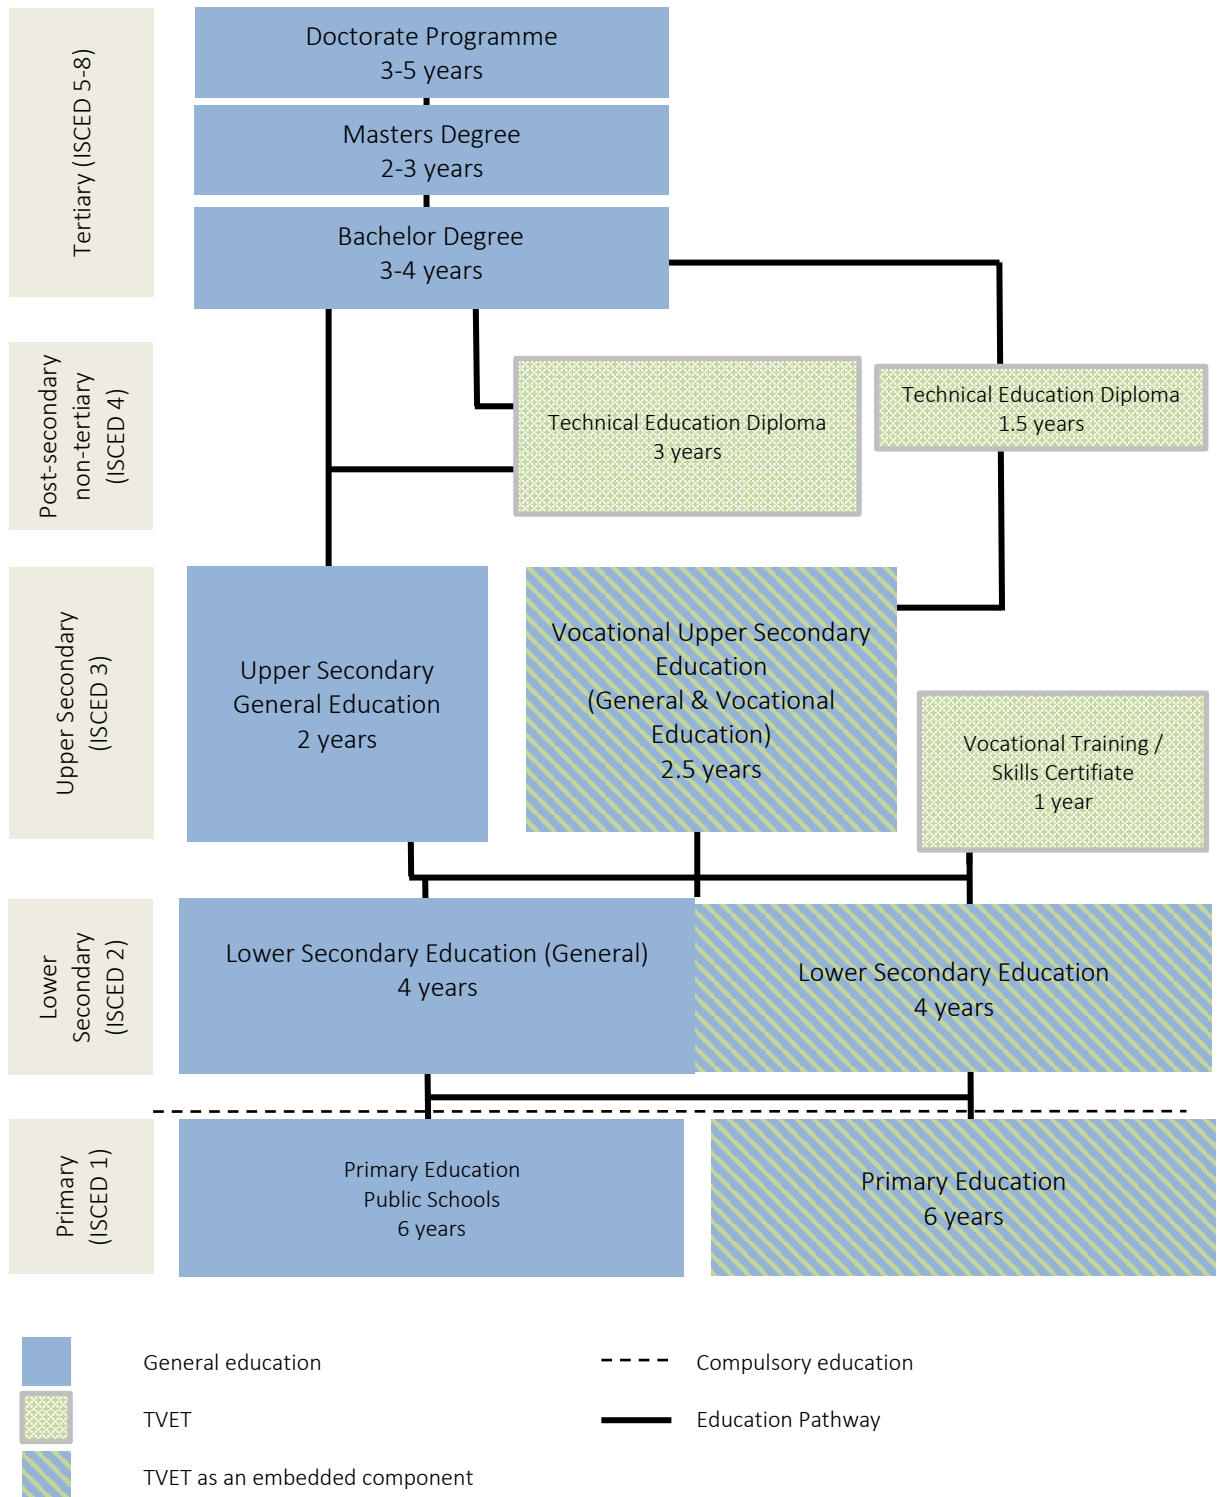 Tertiary (ISCED 5-8)
Doctorate Programme
3-5 years
Masters Degree
2-3 years
Bachelor Degree
3-4 years
Post-secondary
non-tertiary
(ISCED 4)
Technical Education Diploma
3 years
Technical Education Diploma
1.5 years
Upper Secondary
(ISCED 3)
Upper Secondary
General Education
2 years
Vocational Upper Secondary
Education
(General & Vocational
Education)
2.5 years
Vocational Training /
Skills Certifiate
1 year
Lower
Secondary
(ISCED 2)
Lower Secondary Education (General)
4 years
Lower Secondary Education
4 years
Primary
(ISCED 1)
Primary Education
Public Schools
6 years
Primary Education
6 years
General education
Compulsory education
TVET
Education Pathway
TVET as an embedded component